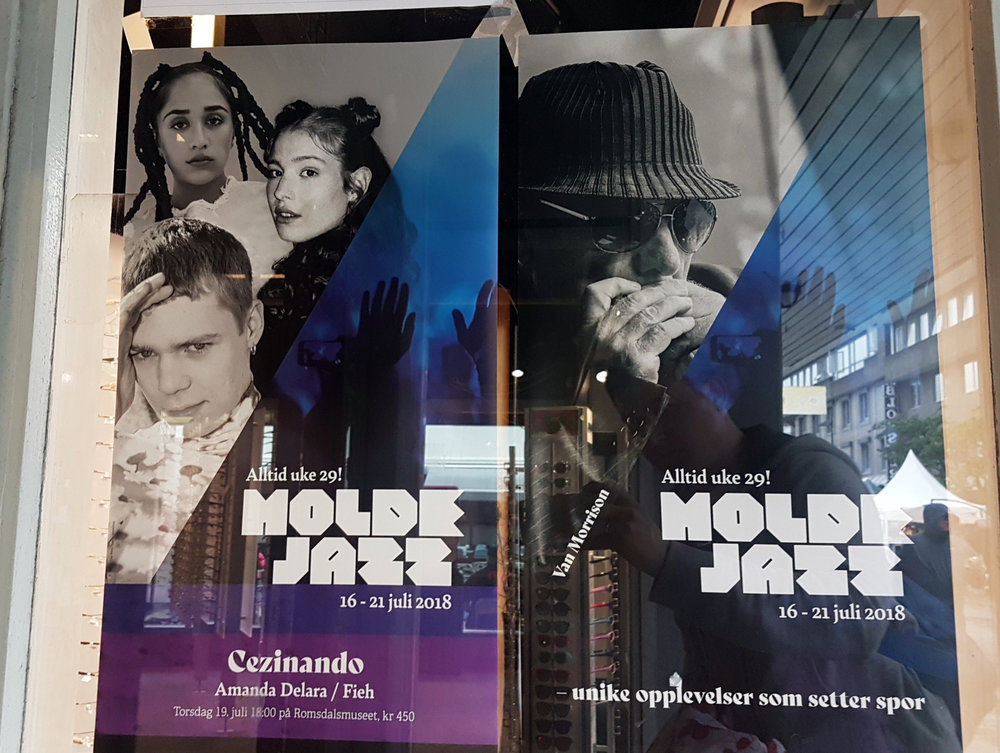 Alltid uke 29!
MOLDE
JAZZ
16 - 21 juli 2018
Cezinando
Amanda Delara / Fieh
Torsdag 19. juli 18:00 på Romsdalsmuseet, kr 450
Van Morrison
Alltid uke 29!
MOLDE
JAZZ
16 - 21 juli 2018
– unike opplevelser som setter spor